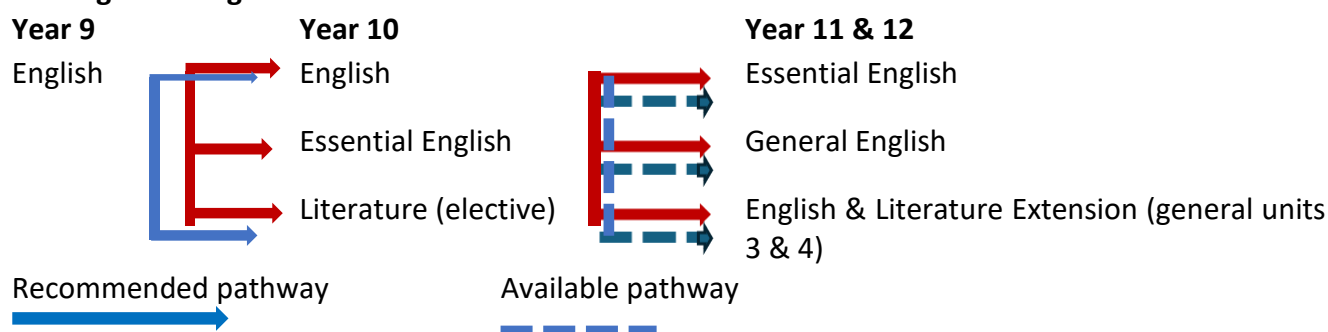 Year 9 Year 10 Year 11 & 12
English English Essential English
Essential English General English
Literature (elective) English & Literature Extension (general units
3 & 4)
Recommended pathway Available pathway